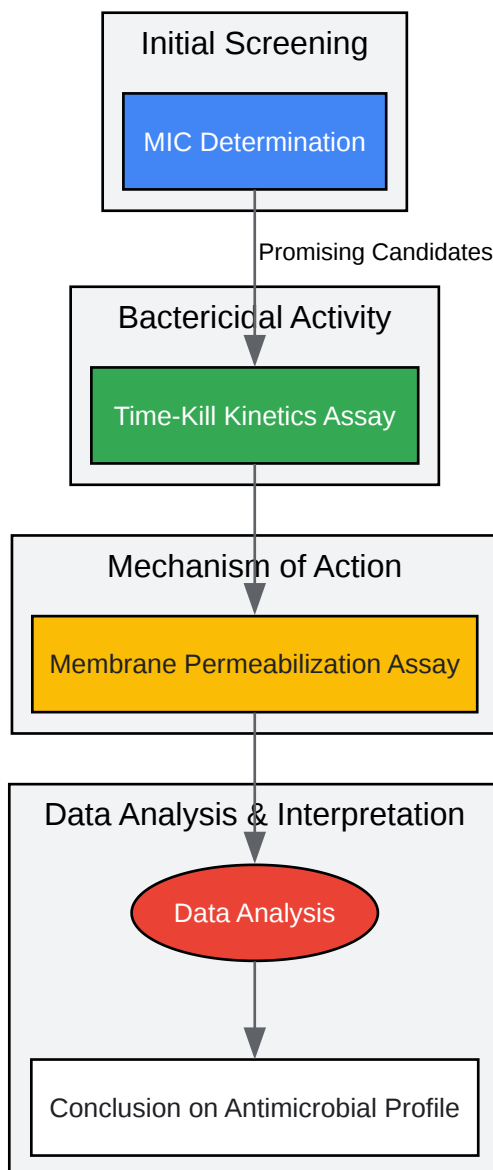 Initial Screening
MIC Determination
Promising Candidates
Bactericidal Activity
Time-Kill Kinetics Assay
Mechanism of Action
Membrane Permeabilization Assay
Data Analysis & Interpretation
Data Analysis
Conclusion on Antimicrobial Profile